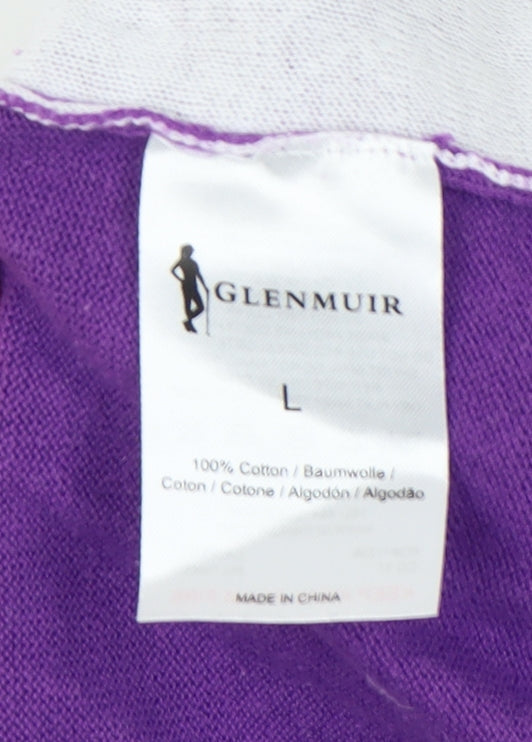 GLENMUIR
L
100% Cotton / Baumwolle /
Coton / Cotone / Algodón / Algodão
MADE IN CHINA